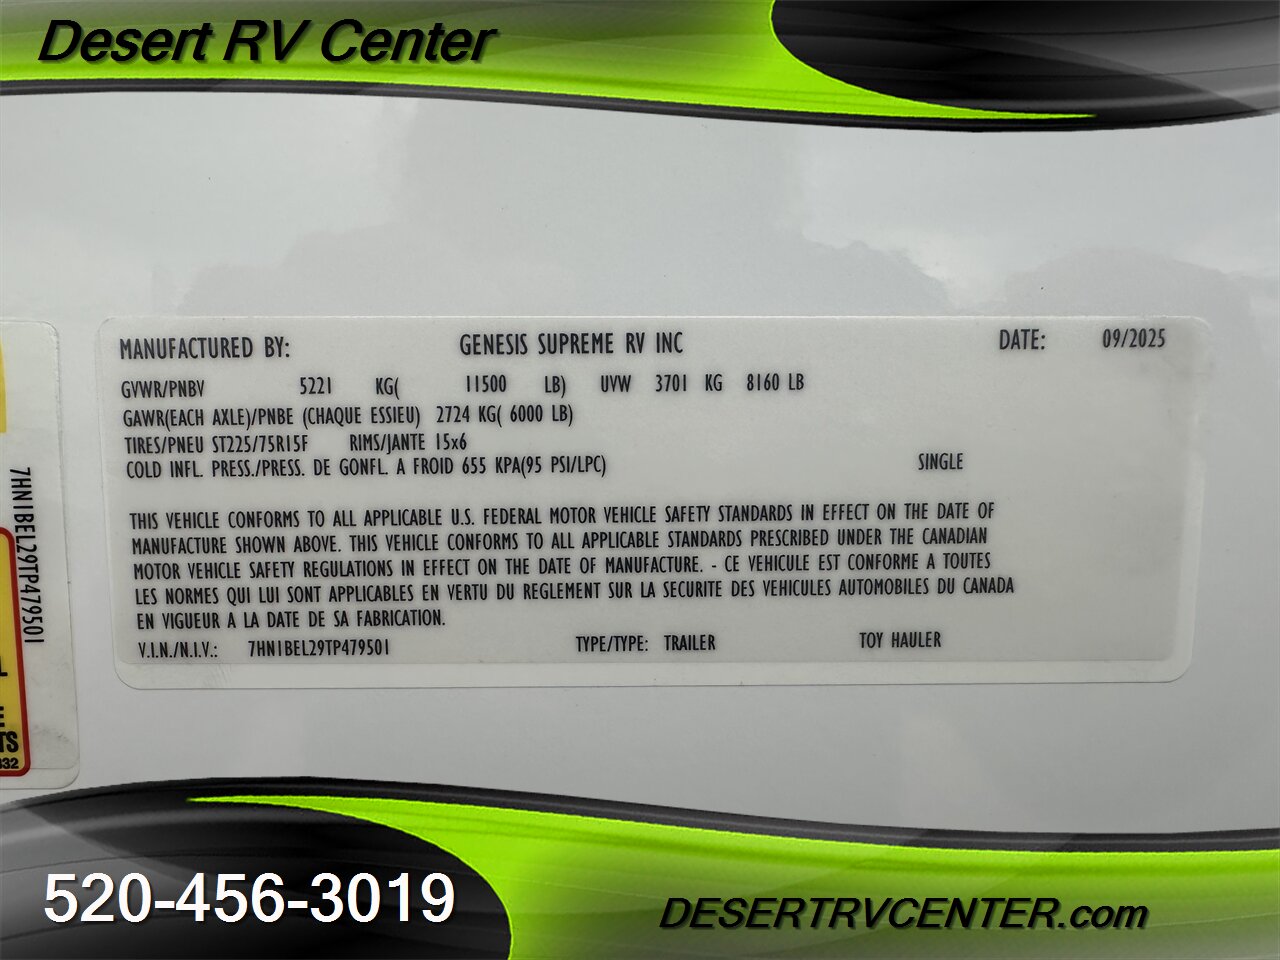 Desert RV Center
MANUFACTURED BY: GENESIS SUPREME RV INC DATE: 09/2025
GVWR/PNBV 5221 KG( 11500 LB) UVW 3701 KG 8160 LB
GAWR(EACH AXLE)/PNBE (CHAQUE ESSIEU) 2724 KG( 6000 LB)
TIRES/PNEU ST225/75R15F RIMS/JANTE 15x6
COLD INFL. PRESS./PRESS. DE GONFL. A FROID 655 KPA(95 PSI/LPC) SINGLE
THIS VEHICLE CONFORMS TO ALL APPLICABLE U.S. FEDERAL MOTOR VEHICLE SAFETY STANDARDS IN EFFECT ON THE DATE OF
MANUFACTURE SHOWN ABOVE. THIS VEHICLE CONFORMS TO ALL APPLICABLE STANDARDS PRESCRIBED UNDER THE CANADIAN
MOTOR VEHICLE SAFETY REGULATIONS IN EFFECT ON THE DATE OF MANUFACTURE. - CE VEHICULE EST CONFORME A TOUTES
LES NORMES QUI LUI SONT APPLICABLES EN VERTU DU REGLEMENT SUR LA SECURITE DES VEHICULES AUTOMOBILES DU CANADA
EN VIGUEUR A LA DATE DE SA FABRICATION.
V.I.N./N.I.V.: 7HN1BEL29TP479501 TYPE/TYPE: TRAILER TOY HAULER
7HN1BEL29TP479501
520-456-3019
DESERTRVCENTER.com